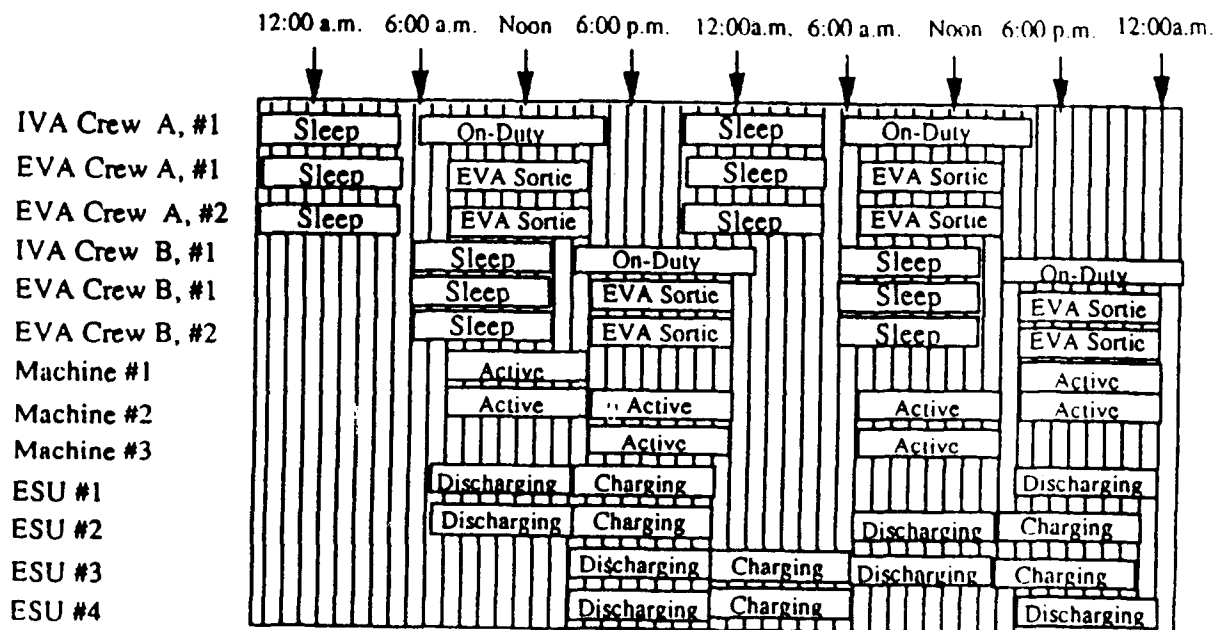 12:00 a.m. 6:00 a.m. Noon 6:00 p.m. 12:00a.m. 6:00 a.m. Noon 6:00 p.m. 12:00a.m.
IVA Crew A, #1 Sleep On-Duty Sleep On-Duty
EVA Crew A, #1 Sleep EVA Sortie Sleep EVA Sortie
EVA Crew A, #2 Sleep EVA Sortie Sleep EVA Sortie
IVA Crew B, #1 Sleep On-Duty Sleep On-Duty
EVA Crew B, #1 Sleep EVA Sortie Sleep EVA Sortie
EVA Crew B, #2 Sleep EVA Sortie Sleep EVA Sortie
Machine #1 Active Active
Machine #2 Active Active Active Active
Machine #3 Active Active
ESU #1 Discharging Charging Discharging
ESU #2 Discharging Charging Discharging Charging
ESU #3 Discharging Charging Discharging Charging
ESU #4 Discharging Charging Discharging